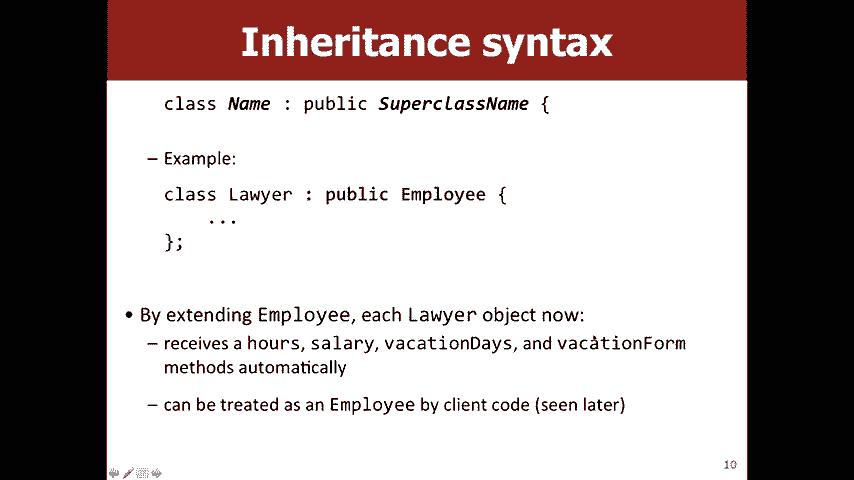 Inheritance syntax
class Name : public SuperclassName {
– Example:
class Lawyer : public Employee {
...
};
• By extending Employee, each Lawyer object now:
– receives a hours, salary, vacationDays, and vacationForm
methods automatically
– can be treated as an Employee by client code (seen later)
10